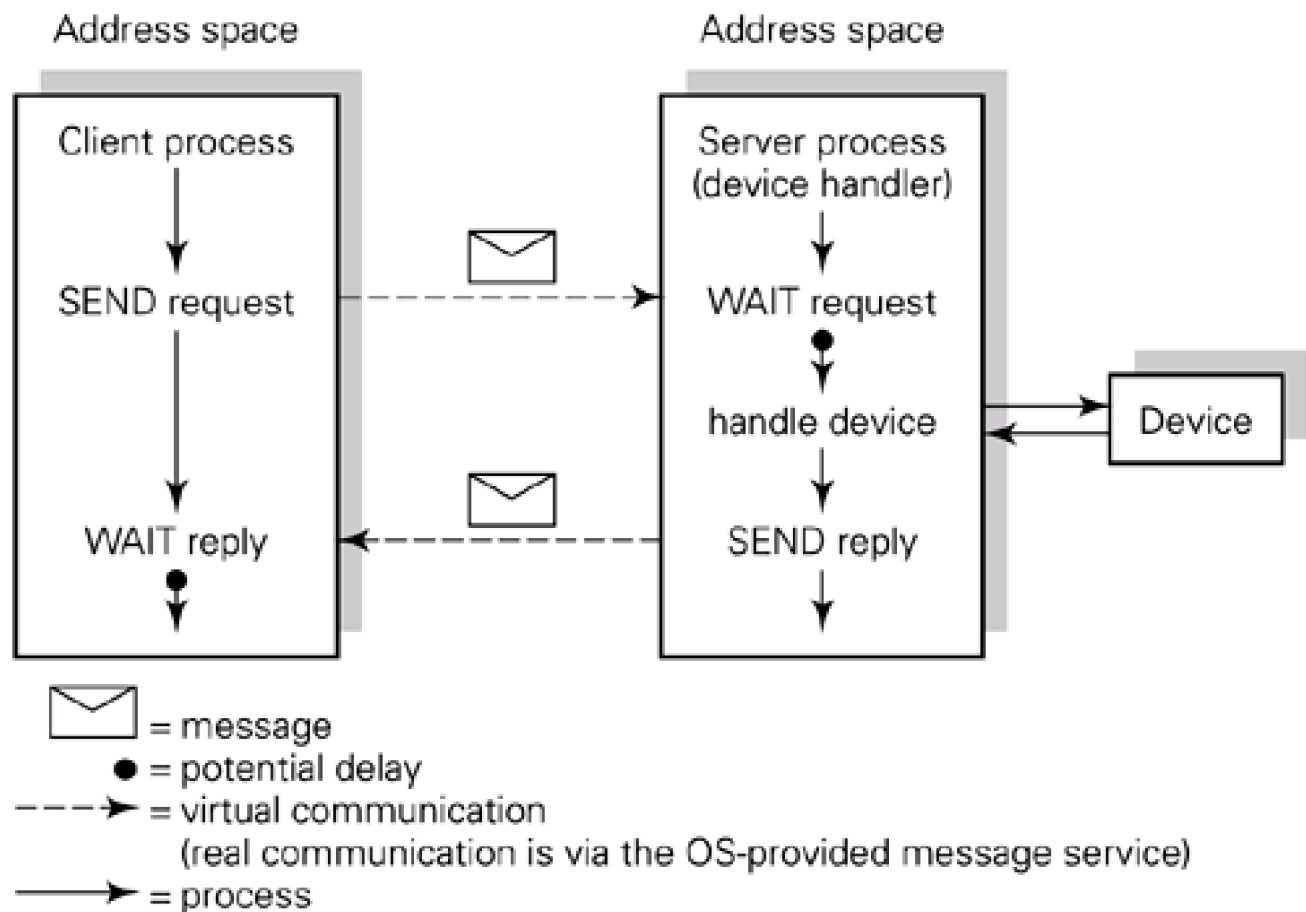 Address space
Address space
Client process
SEND request
WAIT reply
Server process
(device handler)
WAIT request
handle device
SEND reply
Device
= message
= potential delay
= virtual communication
(real communication is via the OS-provided message service)
= process